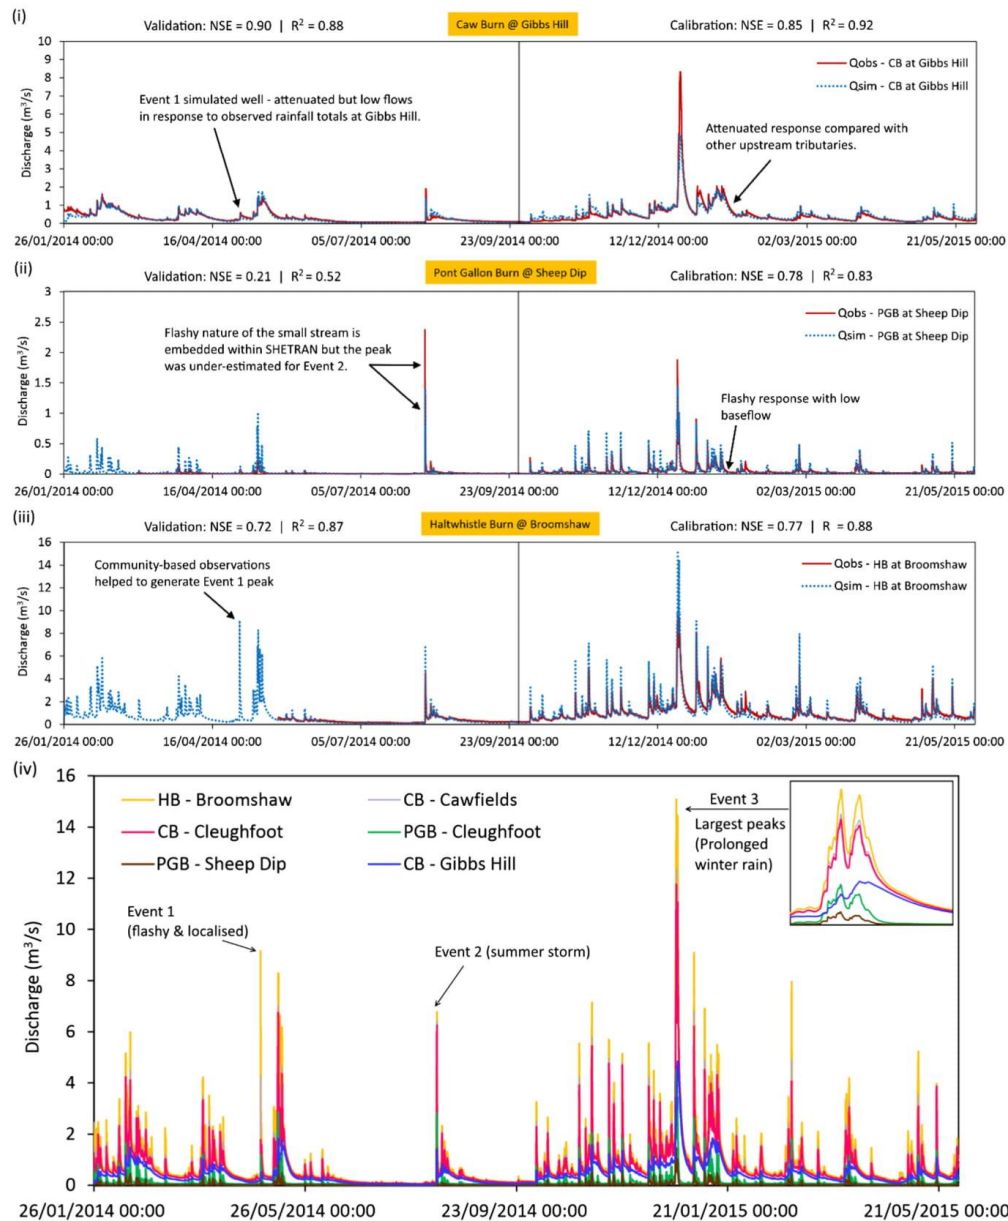 (i)
Validation: NSE = 0.90 | R² = 0.88
Caw Burn @ Gibbs Hill
Calibration: NSE = 0.85 | R² = 0.92
Discharge (m³/s)
10
9
8
7
6
5
4
3
2
1
0
Event 1 simulated well - attenuated but low flows
in response to observed rainfall totals at Gibbs Hill.
Qobs - CB at Gibbs Hill
Qsim - CB at Gibbs Hill
Attenuated response compared with
other upstream tributaries.
26/01/2014 00:00 16/04/2014 00:00 05/07/2014 00:00 23/09/2014 00:00 12/12/2014 00:00 02/03/2015 00:00 21/05/2015 00:00
(ii)
Validation: NSE = 0.21 | R² = 0.52
Pont Gallon Burn @ Sheep Dip
Calibration: NSE = 0.78 | R² = 0.83
Discharge (m³/s)
3
2.5
2
1.5
1
0.5
0
Flashy nature of the small stream is
embedded within SHETRAN but the peak
was under-estimated for Event 2.
Qobs - PGB at Sheep Dip
Qsim - PGB at Sheep Dip
Flashy response with low
baseflow
26/01/2014 00:00 16/04/2014 00:00 05/07/2014 00:00 23/09/2014 00:00 12/12/2014 00:00 02/03/2015 00:00 21/05/2015 00:00
(iii)
Validation: NSE = 0.72 | R² = 0.87
Haltwhistle Burn @ Broomshaw
Calibration: NSE = 0.77 | R = 0.88
Discharge (m³/s)
16
14
12
10
8
6
4
2
0
Community-based observations
helped to generate Event 1 peak
Qobs - HB at Broomshaw
Qsim - HB at Broomshaw
26/01/2014 00:00 16/04/2014 00:00 05/07/2014 00:00 23/09/2014 00:00 12/12/2014 00:00 02/03/2015 00:00 21/05/2015 00:00
(iv)
Discharge (m³/s)
16
14
12
10
8
6
4
2
0
HB - Broomshaw
CB - Cawfields
CB - Cleughfoot
PGB - Cleughfoot
PGB - Sheep Dip
CB - Gibbs Hill
Event 3
Largest peaks
(Prolonged
winter rain)
Event 1
(flashy & localised)
Event 2 (summer storm)
26/01/2014 00:00 26/05/2014 00:00 23/09/2014 00:00 21/01/2015 00:00 21/05/2015 00:00